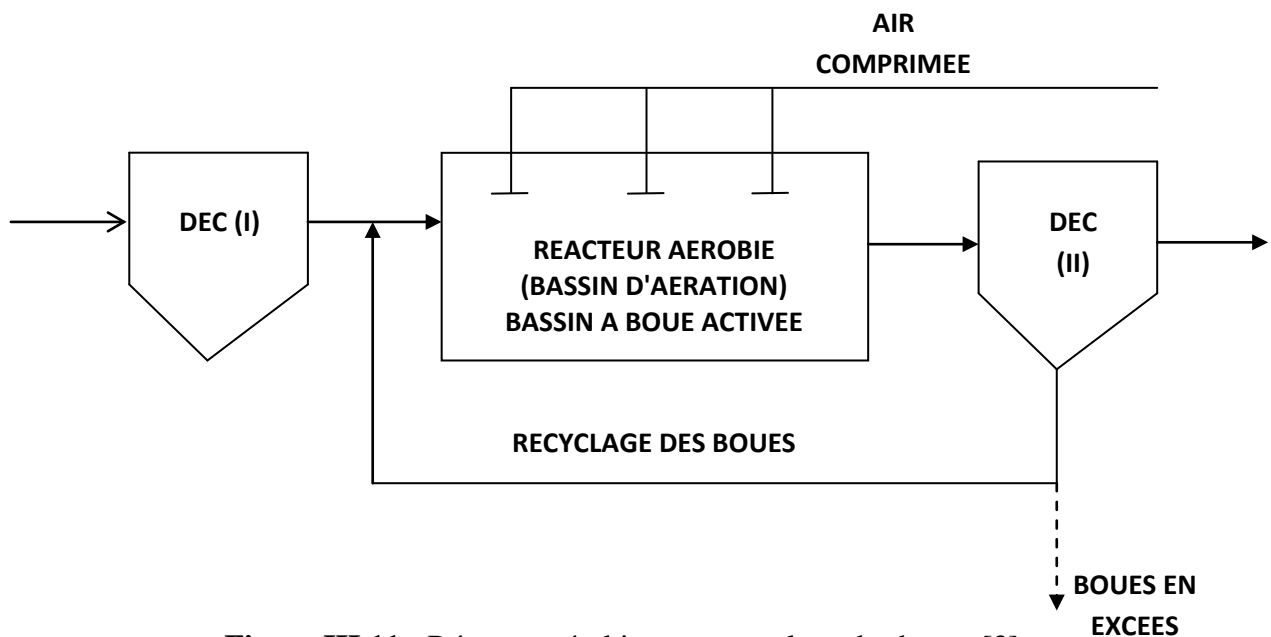 AIR
COMPRIMEE
DEC (I)
REACTEUR AEROBIE
(BASSIN D'AERATION)
BASSIN A BOUE ACTIVEE
DEC
(II)
RECYCLAGE DES BOUES
BOUES EN
EXCEES